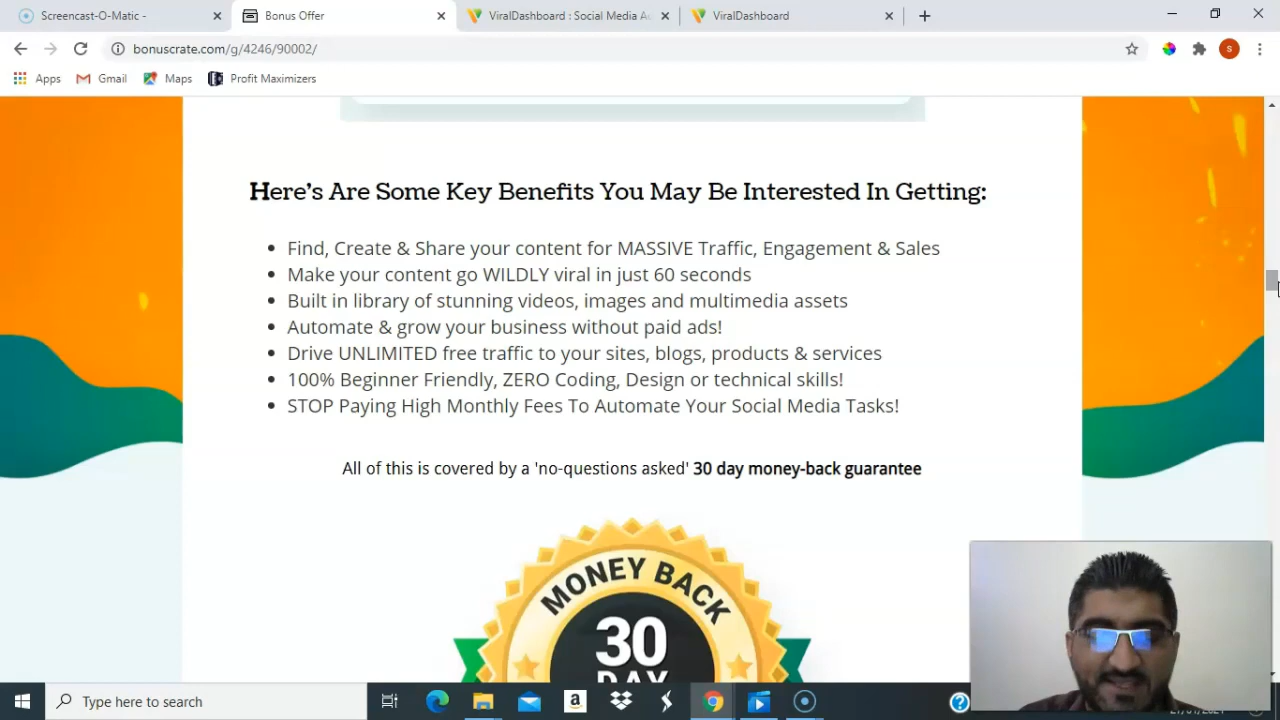 Screencast-O-Matic -
Bonus Offer
ViralDashboard : Social Media Au
ViralDashboard
bonuscrate.com/g/4246/90002/
S
Apps
Gmail
Maps
Profit Maximizers
Here's Are Some Key Benefits You May Be Interested In Getting:
Find, Create & Share your content for MASSIVE Traffic, Engagement & Sales
Make your content go WILDLY viral in just 60 seconds
Built in library of stunning videos, images and multimedia assets
Automate & grow your business without paid ads!
Drive UNLIMITED free traffic to your sites, blogs, products & services
100% Beginner Friendly, ZERO Coding, Design or technical skills!
STOP Paying High Monthly Fees To Automate Your Social Media Tasks!
All of this is covered by a 'no-questions asked' 30 day money-back guarantee
MONEY BACK
30
DAY
Type here to search